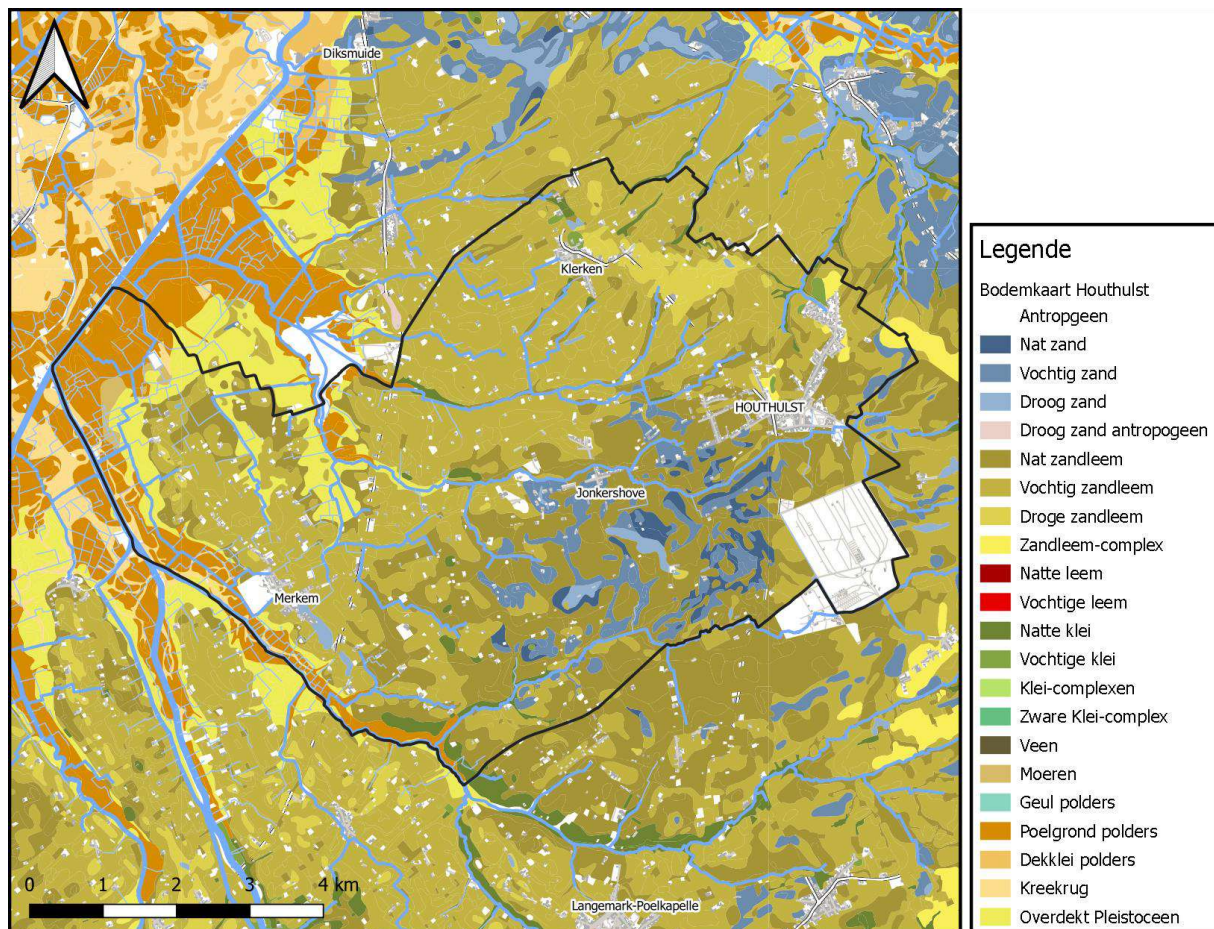 Diksmuide
Klerken
HOUTHULST
Jonkershove
Merkem
Langemark-Poelkapelle
0 1 2 3 4 km
Legende
Bodemkaart Houthulst
Antropgeen
Nat zand
Vochtig zand
Droog zand
Droog zand antropogeen
Nat zandleem
Vochtig zandleem
Droge zandleem
Zandleem-complex
Natte leem
Vochtige leem
Natte klei
Vochtige klei
Klei-complexen
Zware Klei-complex
Veen
Moeren
Geul polders
Poelgrond polders
Dekklei polders
Kreekrug
Overdekt Pleistoceen